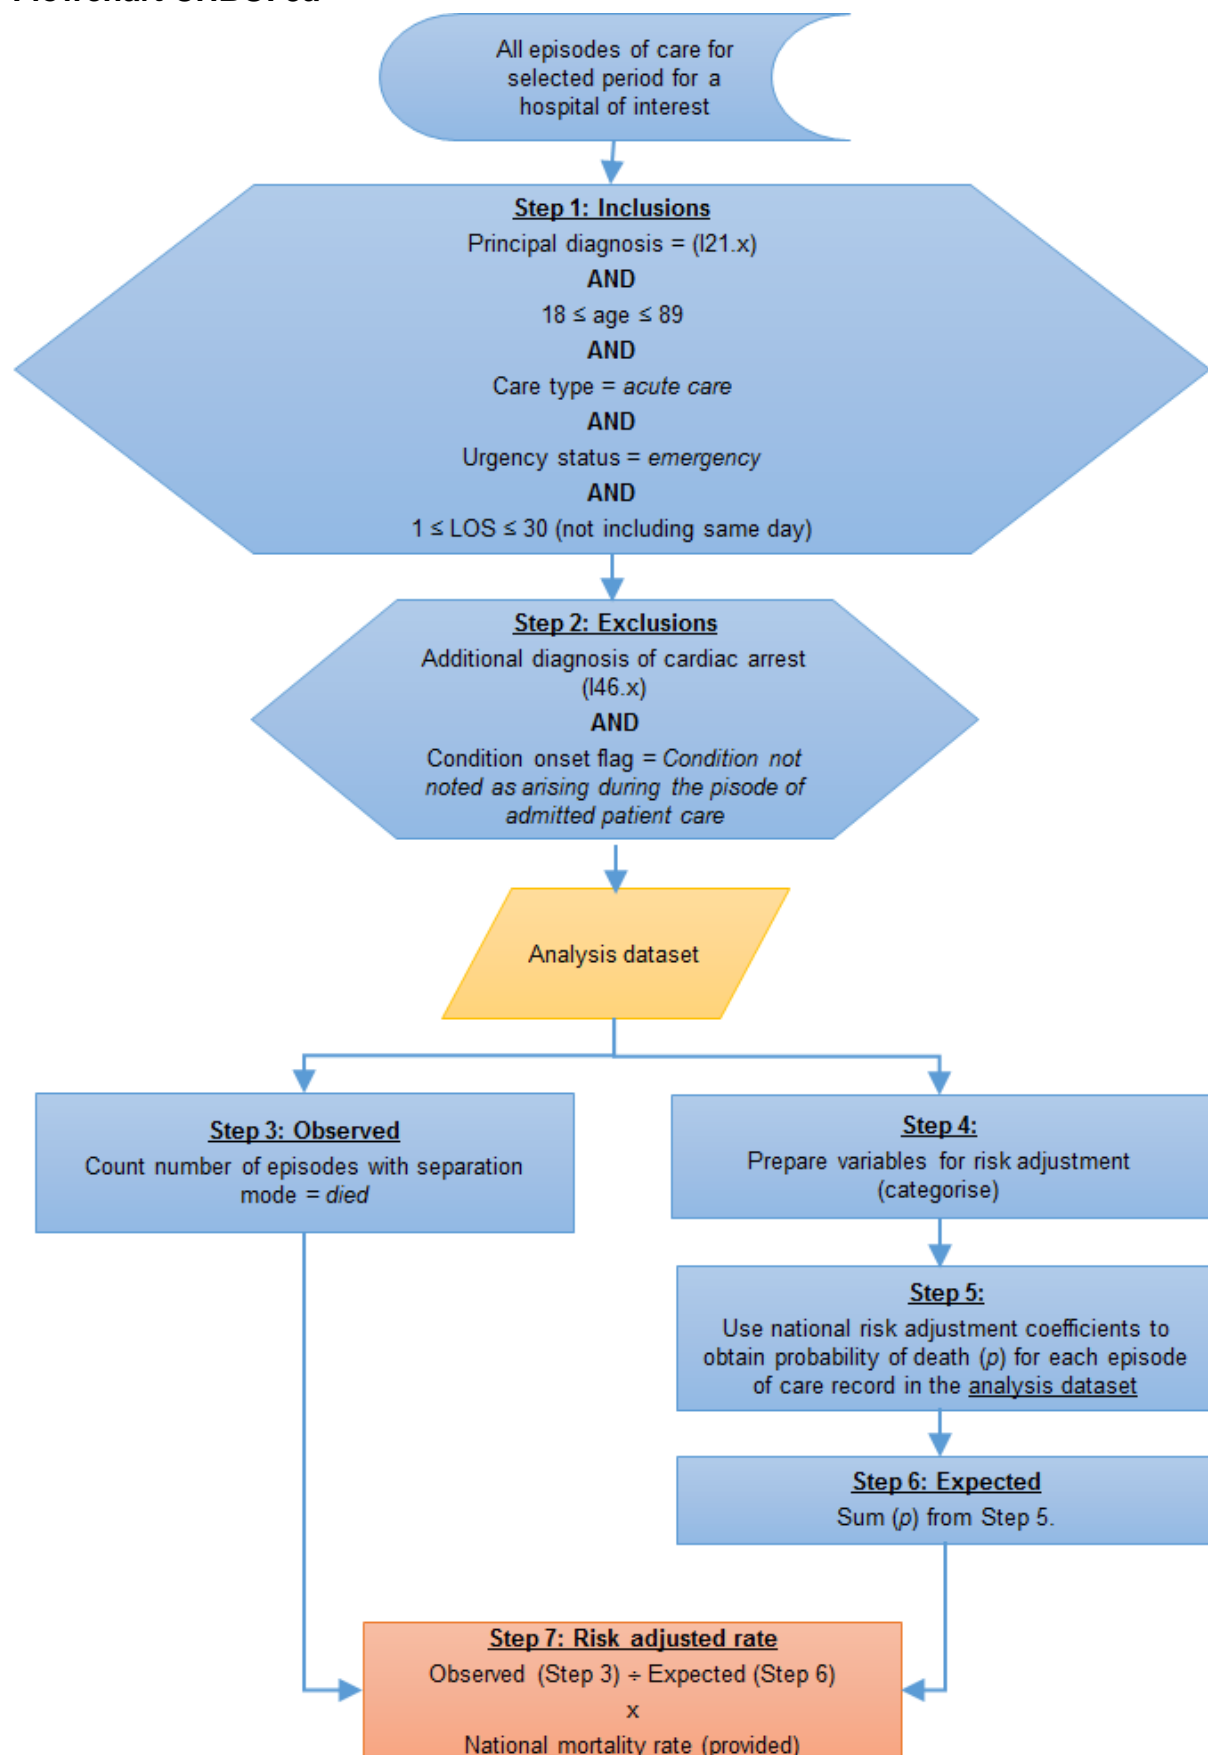 All episodes of care for
selected period for a
hospital of interest
Step 1: Inclusions
Principal diagnosis = (I21.x)
AND
18 ≤ age ≤ 89
AND
Care type = acute care
AND
Urgency status = emergency
AND
1 ≤ LOS ≤ 30 (not including same day)
Step 2: Exclusions
Additional diagnosis of cardiac arrest
(I46.x)
AND
Condition onset flag = Condition not
noted as arising during the pisode of
admitted patient care
Analysis dataset
Step 3: Observed
Count number of episodes with separation
mode = died
Step 4:
Prepare variables for risk adjustment
(categorise)
Step 5:
Use national risk adjustment coefficients to
obtain probability of death (p) for each episode
of care record in the analysis dataset
Step 6: Expected
Sum (p) from Step 5.
Step 7: Risk adjusted rate
Observed (Step 3) ÷ Expected (Step 6)
x
National mortality rate (provided)